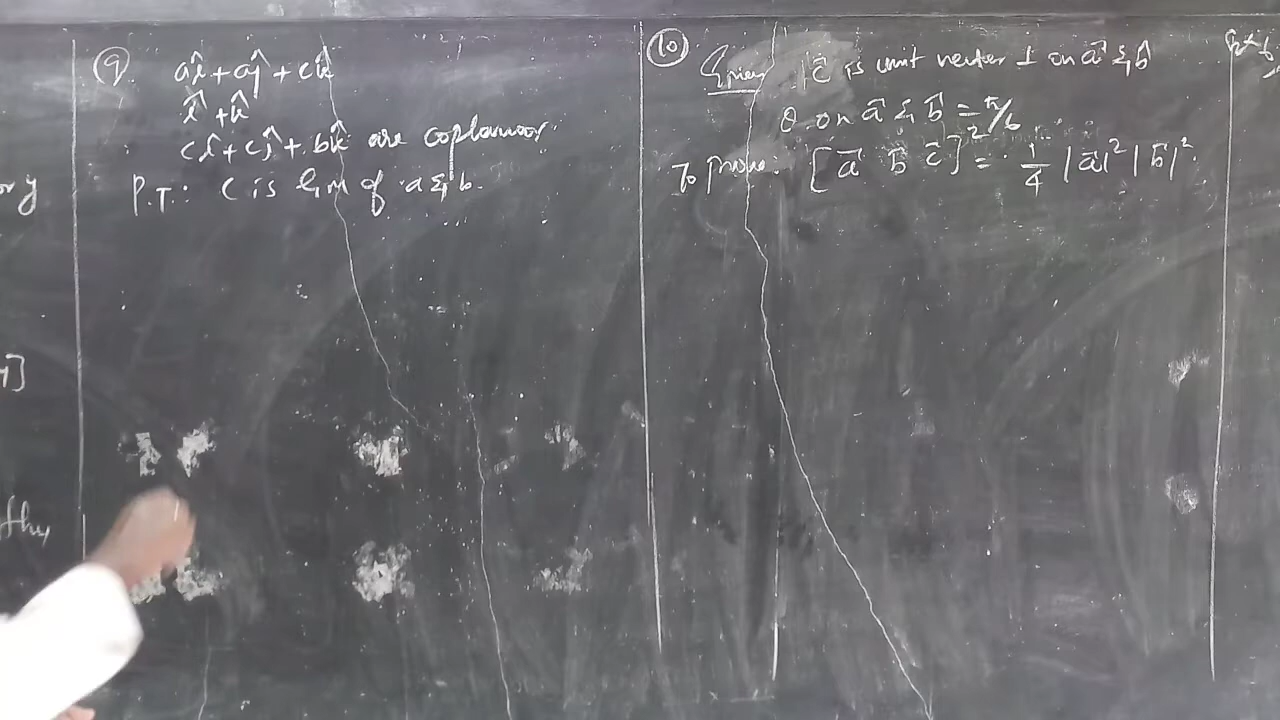 ⑨ aî + aĵ + ck̂
î + k̂
cî + cĵ + bk̂ are coplanar.
P.T.: C is G.M of a & b.
⑩ Given c⃗ is unit vector ⊥ on a⃗ & b⃗
θ on a⃗ & b⃗ = π/6
To prove: [a⃗ b⃗ c⃗]² = 1/4 |a⃗|² |b⃗|²
ory